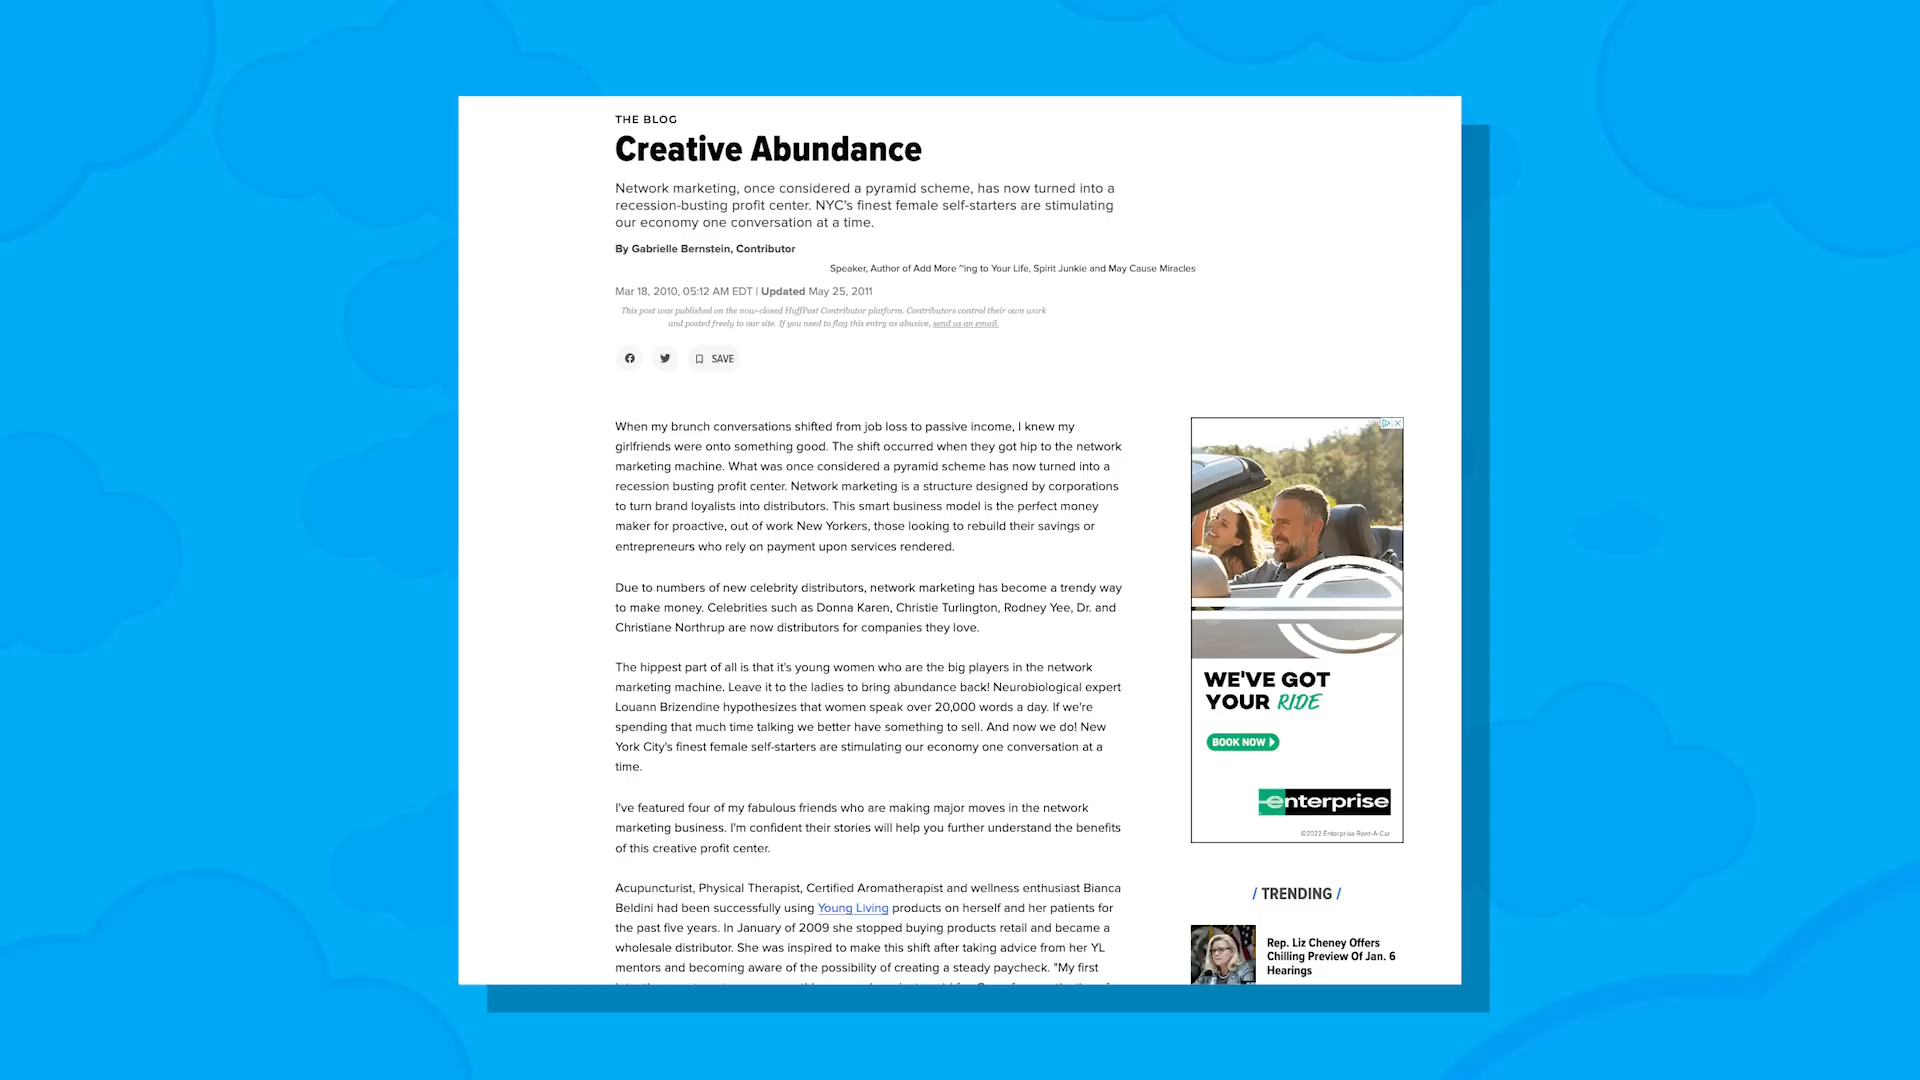 THE BLOG
Creative Abundance
Network marketing, once considered a pyramid scheme, has now turned into a
recession-busting profit center. NYC's finest female self-starters are stimulating
our economy one conversation at a time.
By Gabrielle Bernstein, Contributor
Speaker, Author of Add More ~ing to Your Life, Spirit Junkie and May Cause Miracles
Mar 18, 2010, 05:12 AM EDT | Updated May 25, 2011
This post was published on the now-closed HuffPost Contributor platform. Contributors control their own work
and posted freely to our site. If you need to flag this entry as abusive, send us an email.
SAVE
When my brunch conversations shifted from job loss to passive income, I knew my
girlfriends were onto something good. The shift occurred when they got hip to the network
marketing machine. What was once considered a pyramid scheme has now turned into a
recession busting profit center. Network marketing is a structure designed by corporations
to turn brand loyalists into distributors. This smart business model is the perfect money
maker for proactive, out of work New Yorkers, those looking to rebuild their savings or
entrepreneurs who rely on payment upon services rendered.
Due to numbers of new celebrity distributors, network marketing has become a trendy way
to make money. Celebrities such as Donna Karen, Christie Turlington, Rodney Yee, Dr. and
Christiane Northrup are now distributors for companies they love.
The hippest part of all is that it's young women who are the big players in the network
marketing machine. Leave it to the ladies to bring abundance back! Neurobiological expert
Louann Brizendine hypothesizes that women speak over 20,000 words a day. If we're
spending that much time talking we better have something to sell. And now we do! New
York City's finest female self-starters are stimulating our economy one conversation at a
time.
I've featured four of my fabulous friends who are making major moves in the network
marketing business. I'm confident their stories will help you further understand the benefits
of this creative profit center.
Acupuncturist, Physical Therapist, Certified Aromatherapist and wellness enthusiast Bianca
Beldini had been successfully using Young Living products on herself and her patients for
the past five years. In January of 2009 she stopped buying products retail and became a
wholesale distributor. She was inspired to make this shift after taking advice from her YL
mentors and becoming aware of the possibility of creating a steady paycheck. "My first
WE'VE GOT
YOUR RIDE
BOOK NOW
enterprise
©2022 Enterprise Rent-A-Car
/ TRENDING /
Rep. Liz Cheney Offers
Chilling Preview Of Jan. 6
Hearings